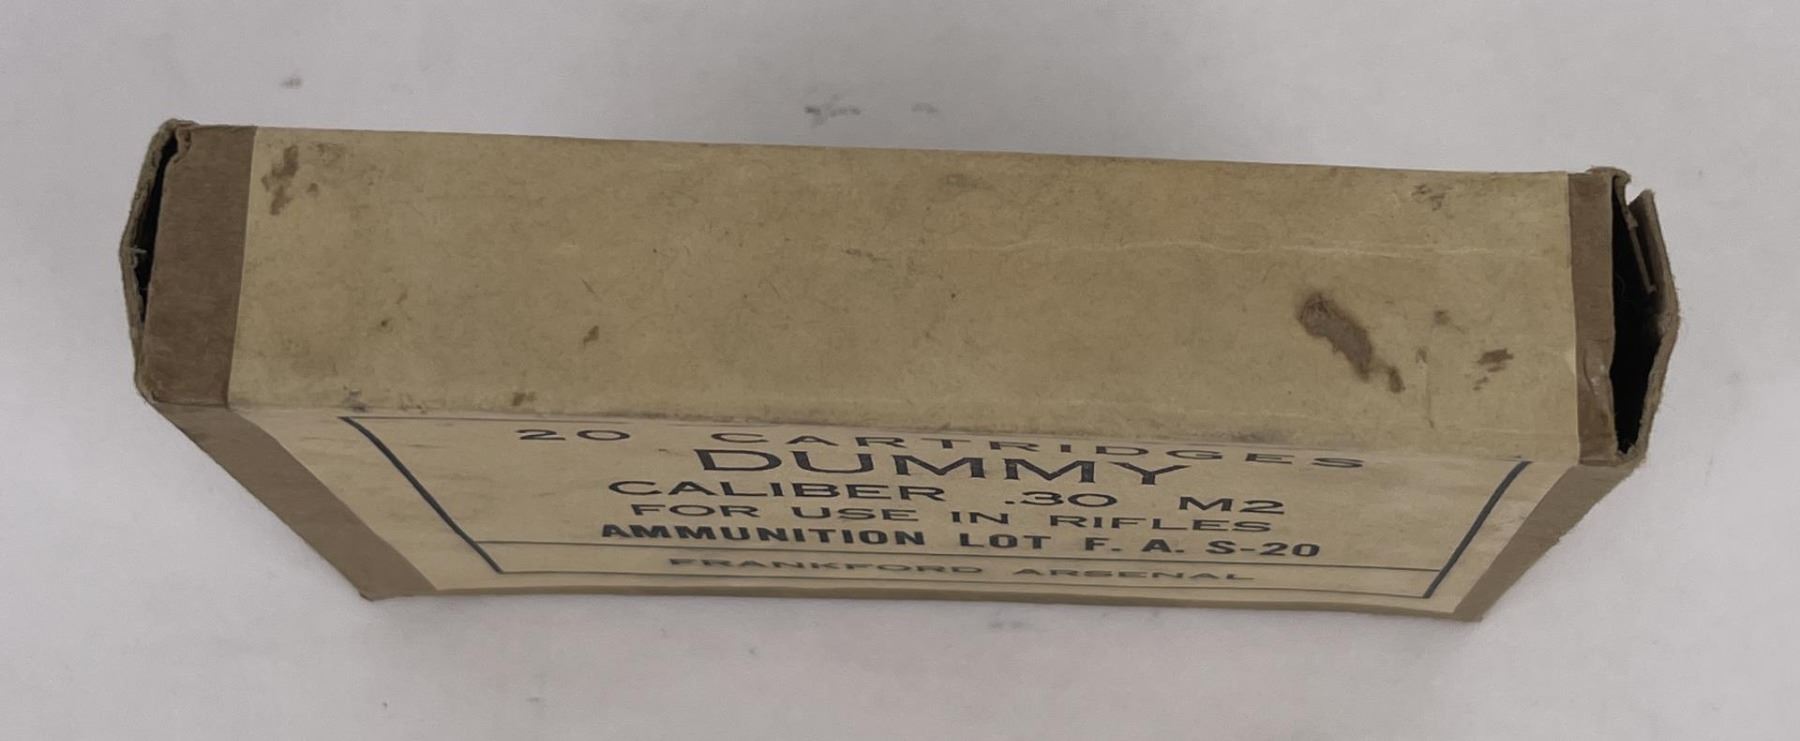 20 CARTRIDGES
DUMMY
CALIBER .30 M2
FOR USE IN RIFLES
AMMUNITION LOT F. A. S-20
FRANKFORD ARSENAL